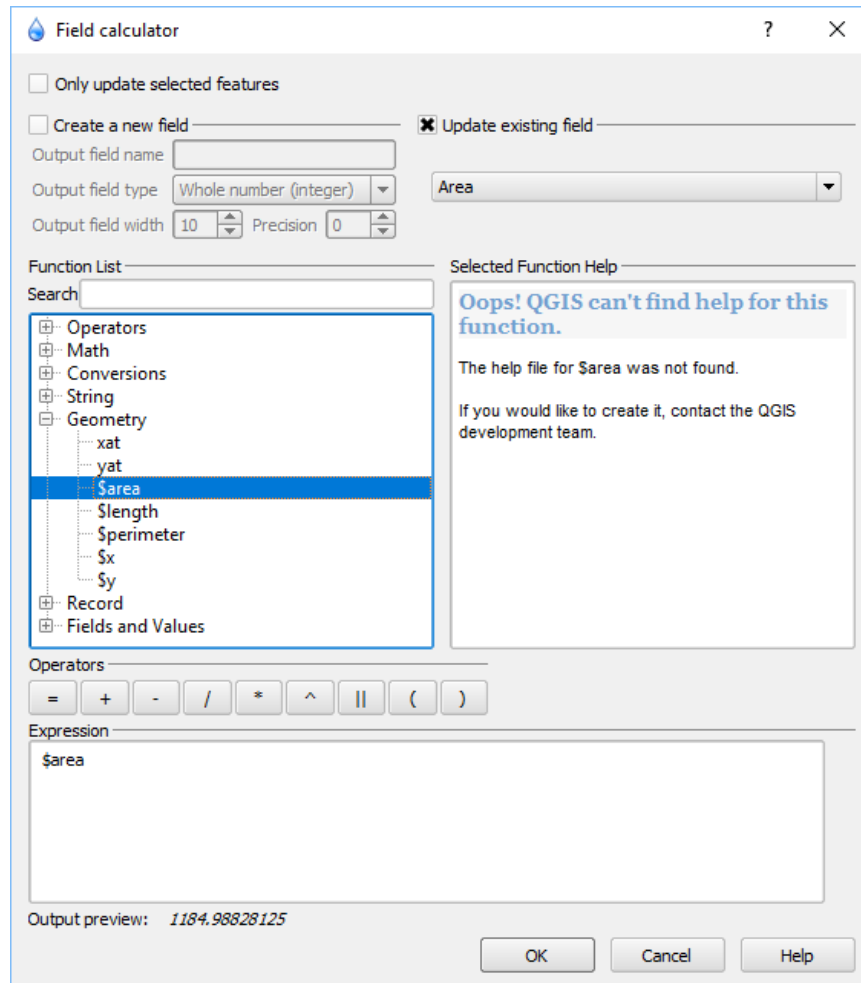 Field calculator
?
Only update selected features
Create a new field
Output field name
Output field type Whole number (integer)
Output field width 10 Precision 0
Update existing field
Area
Function List
Search
Operators
Math
Conversions
String
Geometry
xat
yat
$area
$length
$perimeter
$x
$y
Record
Fields and Values
Selected Function Help
Oops! QGIS can't find help for this
function.
The help file for $area was not found.
If you would like to create it, contact the QGIS
development team.
Operators
= + - / * ^ || ( )
Expression
$area
Output preview: 1184.98828125
OK Cancel Help